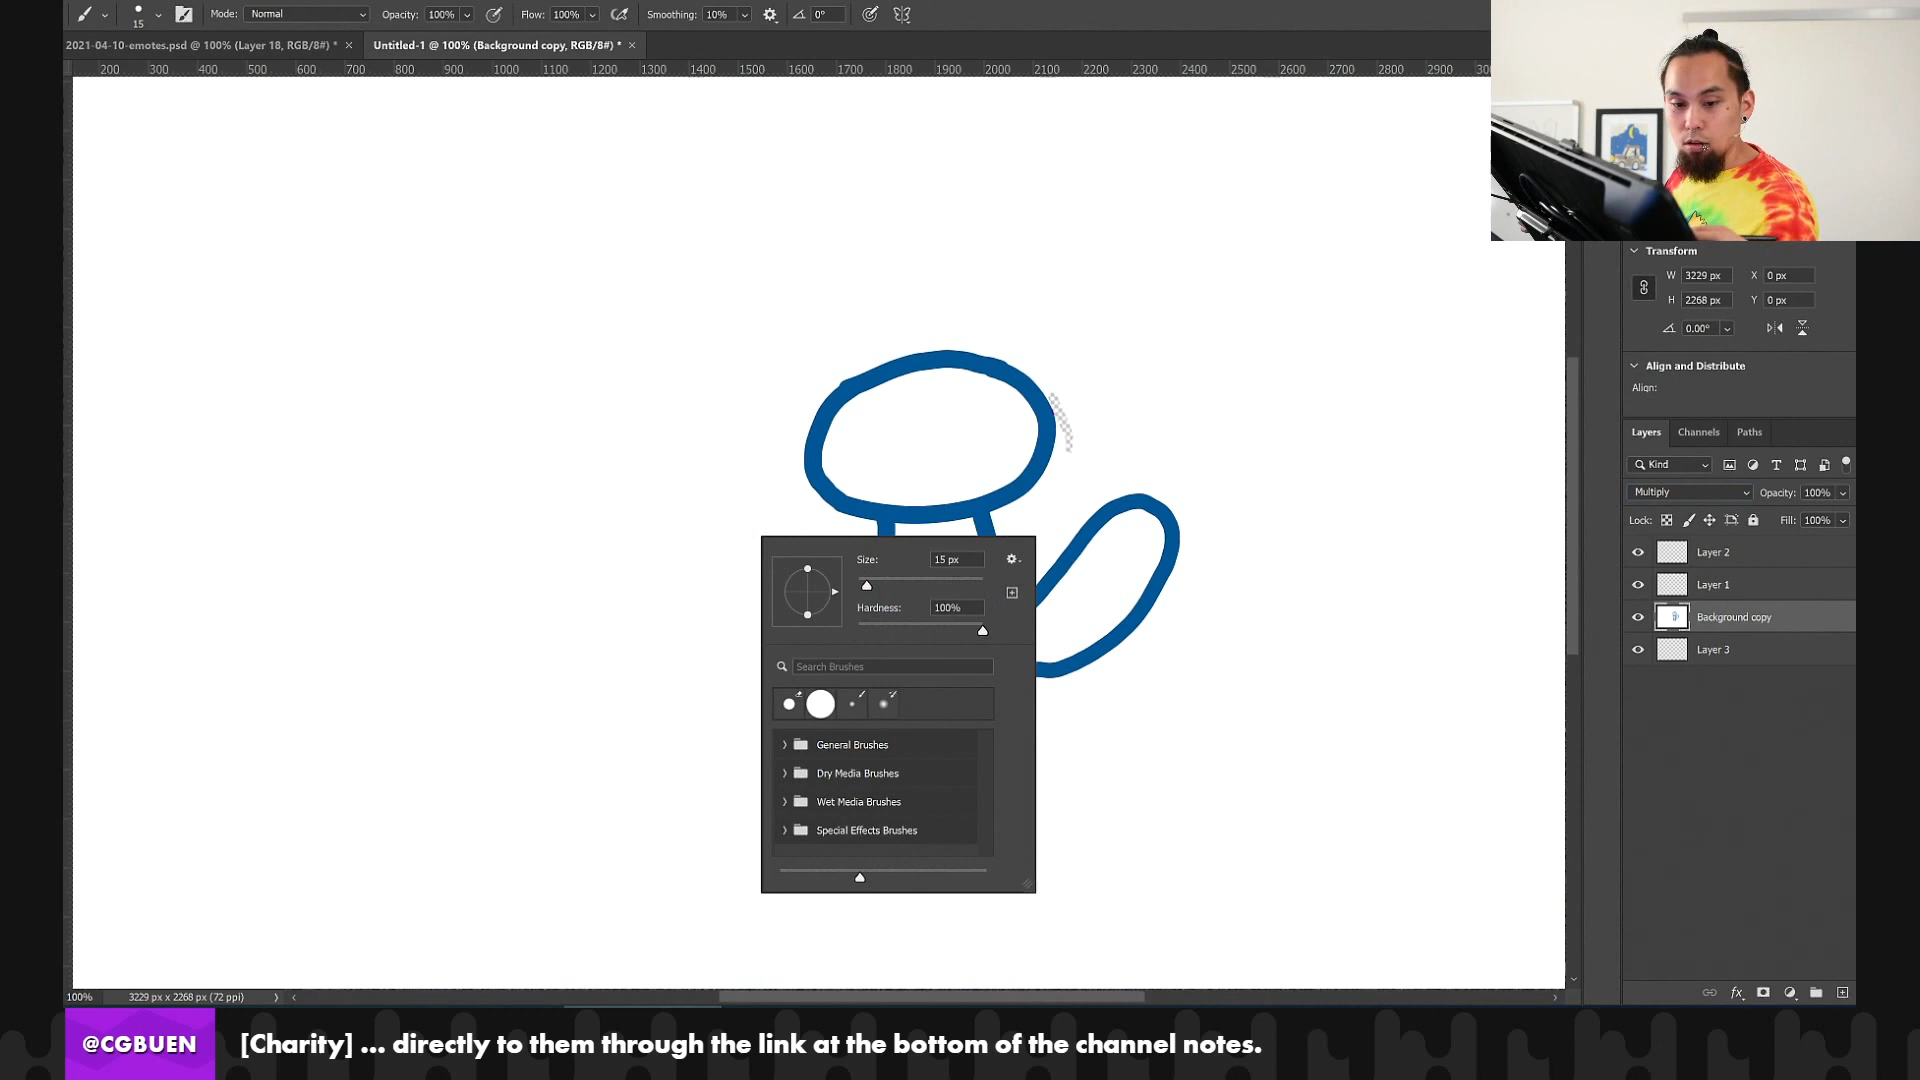 15 Mode: Normal Opacity: 100% Flow: 100% Smoothing: 10% 0°
2021-04-10-emotes.psd @ 100% (Layer 18, RGB/8#) * × Untitled-1 @ 100% (Background copy, RGB/8#) * ×
200 300 400 500 600 700 800 900 1000 1100 1200 1300 1400 1500 1600 1700 1800 1900 2000 2100 2200 2300 2400 2500 2600 2700 2800 2900
Transform
W 3229 px X 0 px
H 2268 px Y 0 px
0.00°
Align and Distribute
Align:
Layers Channels Paths
Kind
Multiply Opacity: 100%
Lock: Fill: 100%
Layer 2
Layer 1
Background copy
Layer 3
Size: 15 px
Hardness: 100%
Search Brushes
General Brushes
Dry Media Brushes
Wet Media Brushes
Special Effects Brushes
100% 3229 px x 2268 px (72 ppi)
fx
@CGBUEN [Charity] ... directly to them through the link at the bottom of the channel notes.